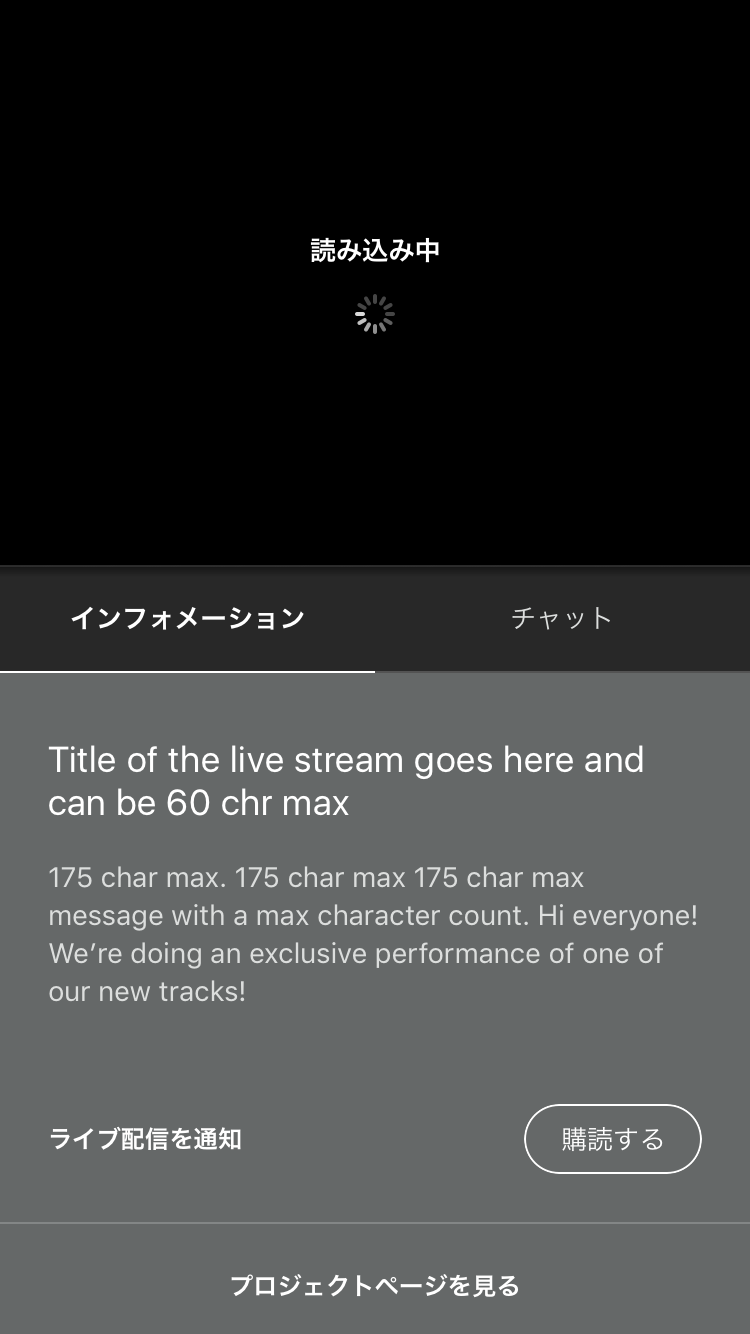 読み込み中
インフォメーション
チャット
Title of the live stream goes here and
can be 60 chr max
175 char max. 175 char max 175 char max
message with a max character count. Hi everyone!
We’re doing an exclusive performance of one of
our new tracks!
ライブ配信を通知
購読する
プロジェクトページを見る